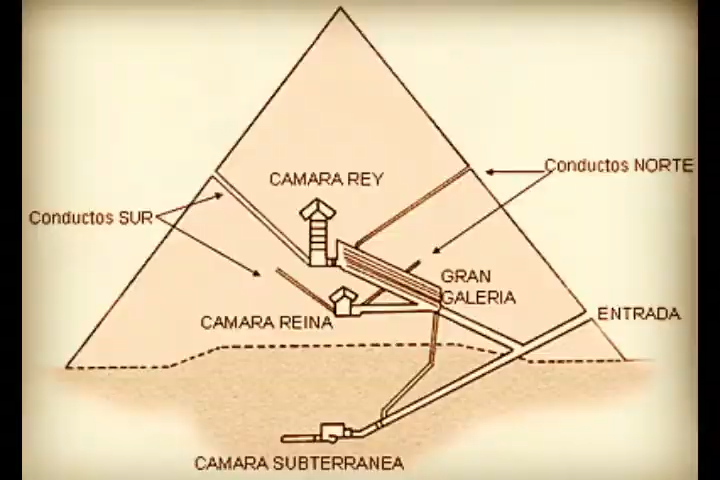 Conductos NORTE
CAMARA REY
Conductos SUR
GRAN
GALERIA
ENTRADA
CAMARA REINA
CAMARA SUBTERRANEA